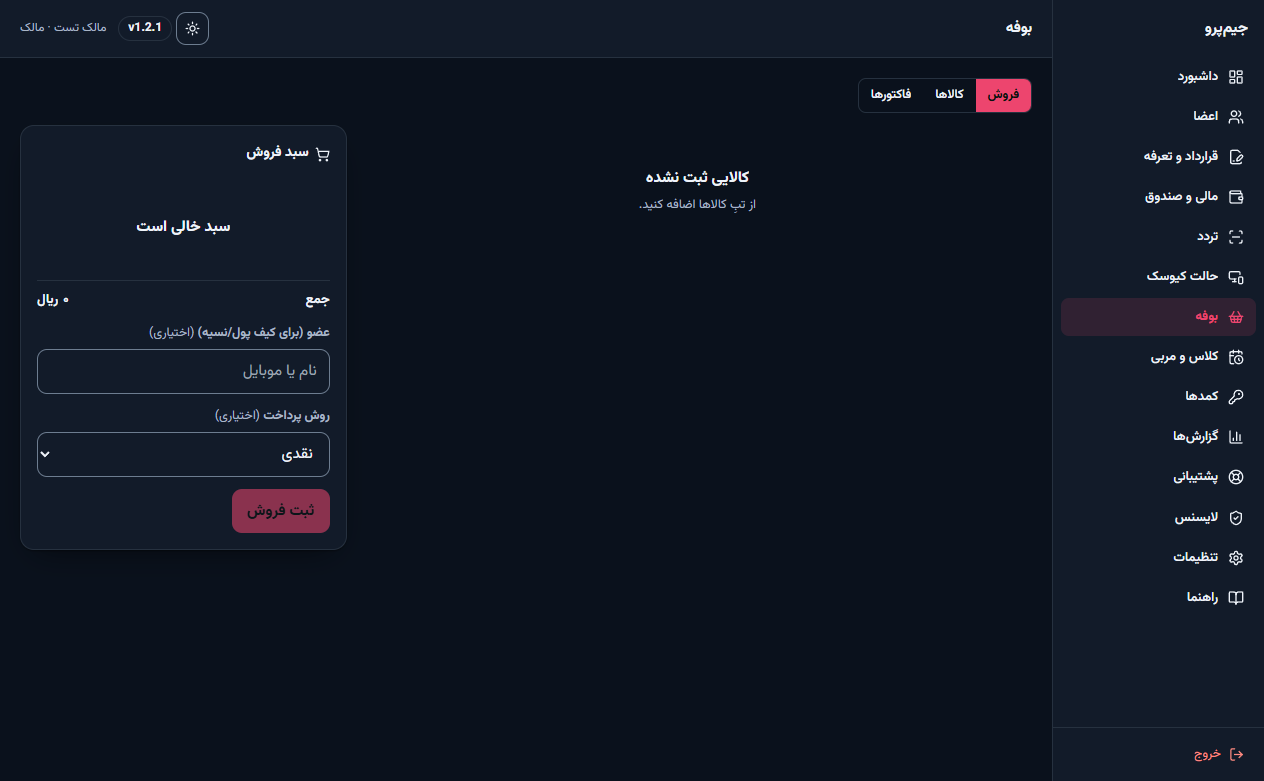 جیم‌پرو
داشبورد
اعضا
قرارداد و تعرفه
مالی و صندوق
تردد
حالت کیوسک
بوفه
کلاس و مربی
کمدها
گزارش‌ها
پشتیبانی
لایسنس
تنظیمات
راهنما
خروج
بوفه
v1.2.1
مالک تست · مالک
فروش
کالاها
فاکتورها
کالایی ثبت نشده
از تبِ کالاها اضافه کنید.
سبد فروش
سبد خالی است
جمع
۰ ریال
عضو (برای کیف پول/نسیه) (اختیاری)
نام یا موبایل
روش پرداخت (اختیاری)
نقدی
ثبت فروش